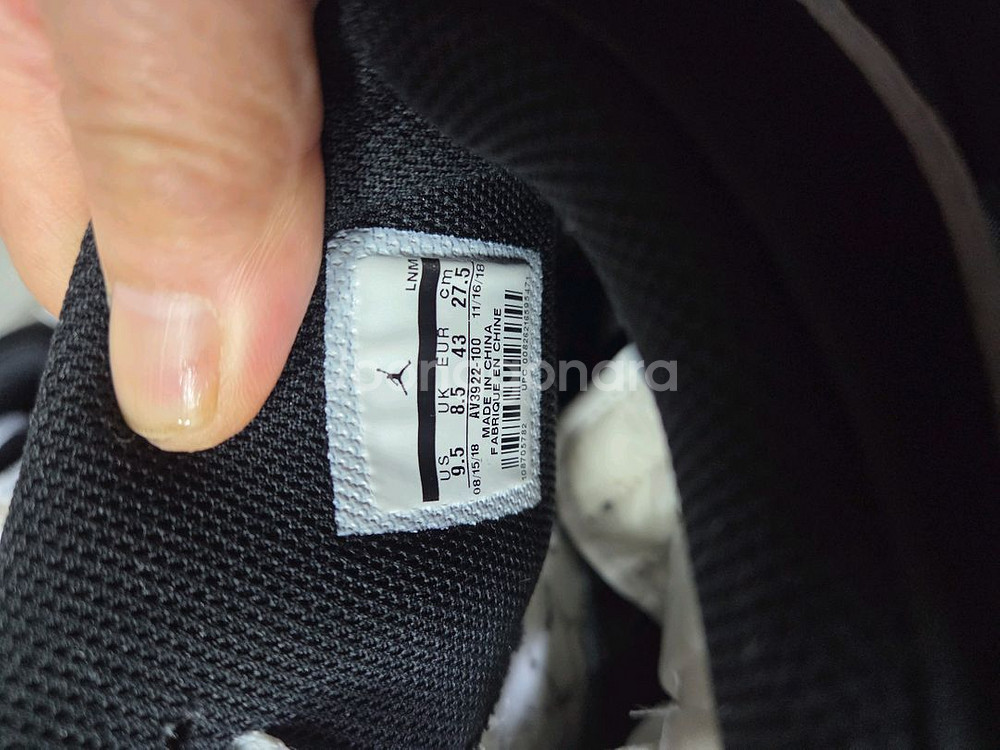 LNM
US UK EUR cm
9.5 8.5 43 27.5
08/15/18 AV3922-100 11/16/18
MADE IN CHINA
FABRIQUE EN CHINE